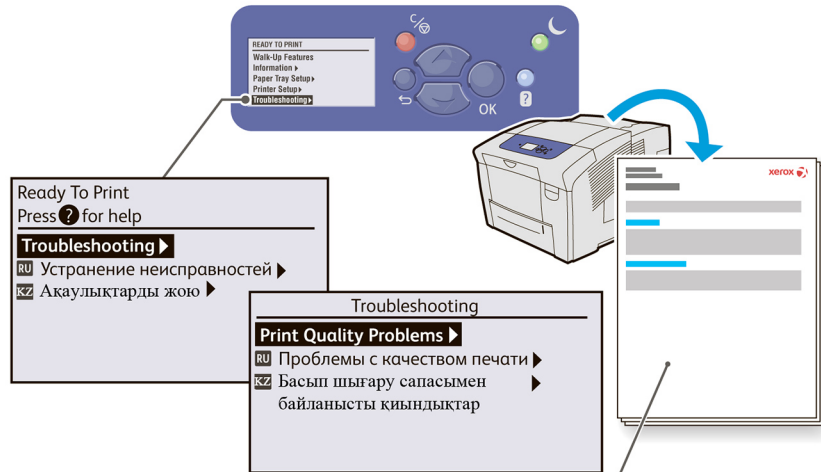 C/
READY TO PRINT
Walk-Up Features
Information
Paper Tray Setup
Printer Setup
Troubleshooting
OK
?
xerox
Ready To Print
Press ? for help
Troubleshooting
RU Устранение неисправностей
KZ Ақаулықтарды жою
Troubleshooting
Print Quality Problems
RU Проблемы с качеством печати
KZ Басып шығару сапасымен
байланысты қиындықтар